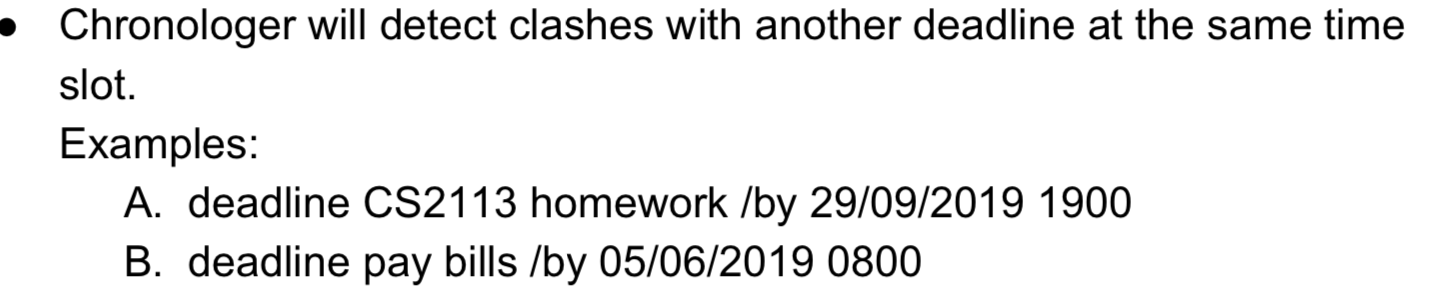 ● Chronologer will detect clashes with another deadline at the same time
slot.
Examples:
A. deadline CS2113 homework /by 29/09/2019 1900
B. deadline pay bills /by 05/06/2019 0800